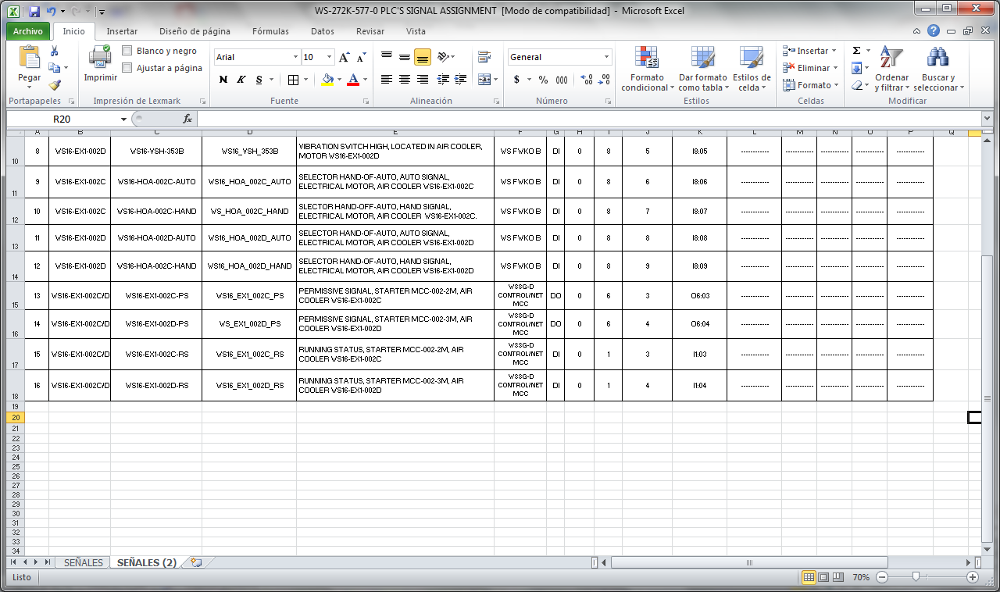 WS-272K-577-0 PLC'S SIGNAL ASSIGNMENT [Modo de compatibilidad] - Microsoft Excel
Archivo Inicio Insertar Diseño de página Fórmulas Datos Revisar Vista
Pegar Imprimir Blanco y negro Ajustar a página Arial 10 General Formato condicional Dar formato como tabla Estilos de celda Insertar Eliminar Formato Ordenar y filtrar Buscar y seleccionar
N K S $ % 000
Portapapeles Impresión de Lexmark Fuente Alineación Número Estilos Celdas Modificar
R20 fx
A B C D E F G H I J K L M N O P Q
10 8 WS16-EX1-002D WS16-VSH-353B WS16_VSH_353B VIBRATION SWITCH HIGH, LOCATED IN AIR COOLER, MOTOR WS16-EX1-002D WS FWKO B DI 0 8 5 I8:05 ----------- ----------- ----------- ----------- -----------
11 9 WS16-EX1-002C WS16-HOA-002C-AUTO WS16_HOA_002C_AUTO SELECTOR HAND-OF-AUTO, AUTO SIGNAL, ELECTRICAL MOTOR, AIR COOLER WS16-EX1-002C WS FWKO B DI 0 8 6 I8:06 ----------- ----------- ----------- ----------- -----------
12 10 WS16-EX1-002C WS16-HOA-002C-HAND WS_HOA_002C_HAND SLECTOR HAND-OFF-AUTO, HAND SIGNAL, ELECTRICAL MOTOR, AIR COOLER WS16-EX1-002C. WS FWKO B DI 0 8 7 I8:07 ----------- ----------- ----------- ----------- -----------
13 11 WS16-EX1-002D WS16-HOA-002D-AUTO WS16_HOA_002D_AUTO SELECTOR HAND-OF-AUTO, AUTO SIGNAL, ELECTRICAL MOTOR, AIR COOLER WS16-EX1-002D WS FWKO B DI 0 8 8 I8:08 ----------- ----------- ----------- ----------- -----------
14 12 WS16-EX1-002D WS16-HOA-002C-HAND WS16_HOA_002D_HAND SELECTOR HAND-OF-AUTO, HAND SIGNAL, ELECTRICAL MOTOR, AIR COOLER WS16-EX1-002D WS FWKO B DI 0 8 9 I8:09 ----------- ----------- ----------- ----------- -----------
15 13 WS16-EX1-002C/D WS16-EX1-002C-PS WS16_EX1_002C_PS PERMISSIVE SIGNAL, STARTER MCC-002-2M, AIR COOLER WS16-EX1-002C WSSG-D CONTROL/NET MCC DO 0 6 3 O6:03 ----------- ----------- ----------- ----------- -----------
16 14 WS16-EX1-002C/D WS16-EX1-002D-PS WS_EX1_002D_PS PERMISSIVE SIGNAL, STARTER MCC-002-3M, AIR COOLER WS16-EX1-002D WSSG-D CONTROL/NET MCC DO 0 6 4 O6:04 ----------- ----------- ----------- ----------- -----------
17 15 WS16-EX1-002C/D WS16-EX1-002C-RS WS16_EX1_002C_RS RUNNING STATUS, STARTER MCC-002-2M, AIR COOLER WS16-EX1-002C WSSG-D CONTROL/NET MCC DI 0 1 3 I1:03 ----------- ----------- ----------- ----------- -----------
18 16 WS16-EX1-002C/D WS16-EX1-002D-RS WS16_EX1_002D_RS RUNNING STATUS, STARTER MCC-002-3M, AIR COOLER WS16-EX1-002D WSSG-D CONTROL/NET MCC DI 0 1 4 I1:04 ----------- ----------- ----------- ----------- -----------
19
20
21
22
23
24
25
26
27
28
29
30
31
32
33
34
SEÑALES SEÑALES (2)
Listo 70%